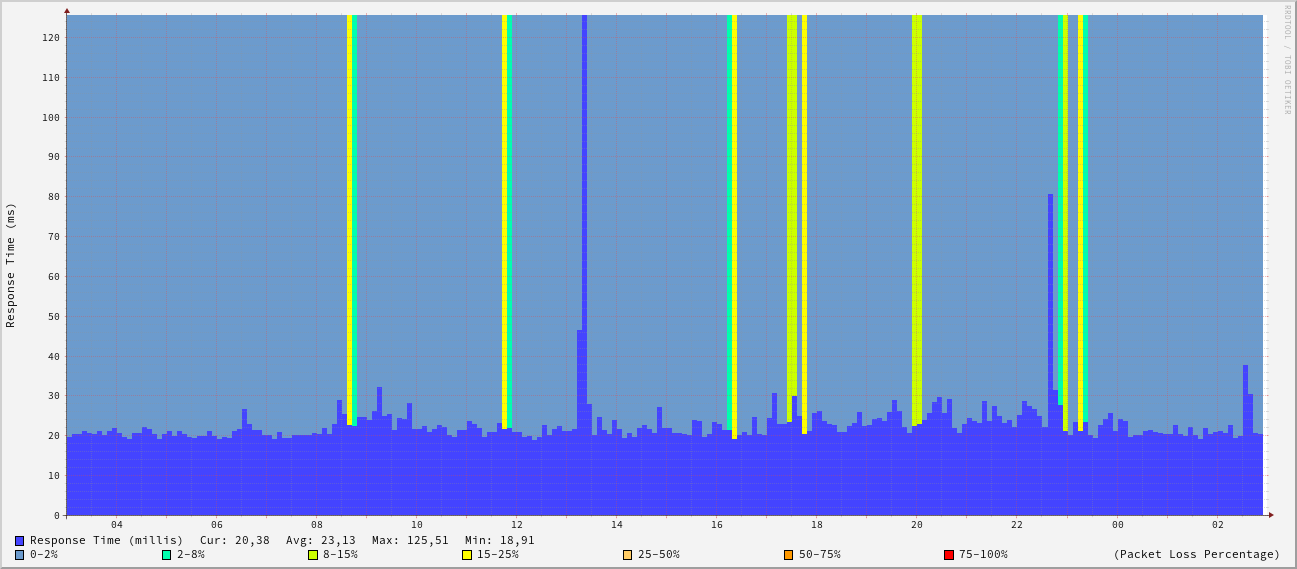 RRDTOOL / TOBI OETIKER
Response Time (ms)
120
110
100
90
80
70
60
50
40
30
20
10
0
04 06 08 10 12 14 16 18 20 22 00 02
Response Time (millis) Cur: 20,38 Avg: 23,13 Max: 125,51 Min: 18,91
0-2% 2-8% 8-15% 15-25% 25-50% 50-75% 75-100% (Packet Loss Percentage)